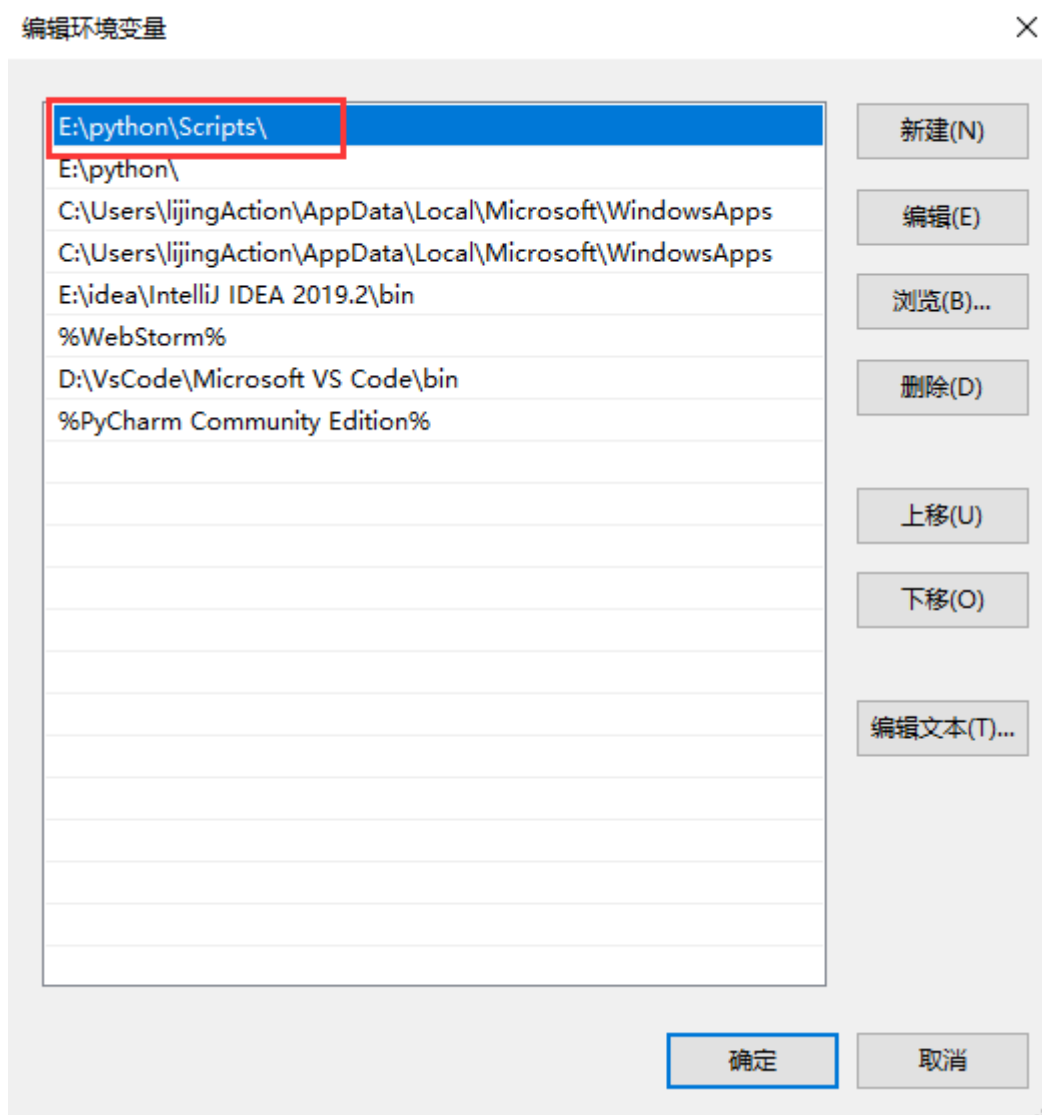 编辑环境变量
E:\python\Scripts\
E:\python\
C:\Users\lijingAction\AppData\Local\Microsoft\WindowsApps
C:\Users\lijingAction\AppData\Local\Microsoft\WindowsApps
E:\idea\IntelliJ IDEA 2019.2\bin
%WebStorm%
D:\VsCode\Microsoft VS Code\bin
%PyCharm Community Edition%
新建(N)
编辑(E)
浏览(B)...
删除(D)
上移(U)
下移(O)
编辑文本(T)...
确定
取消